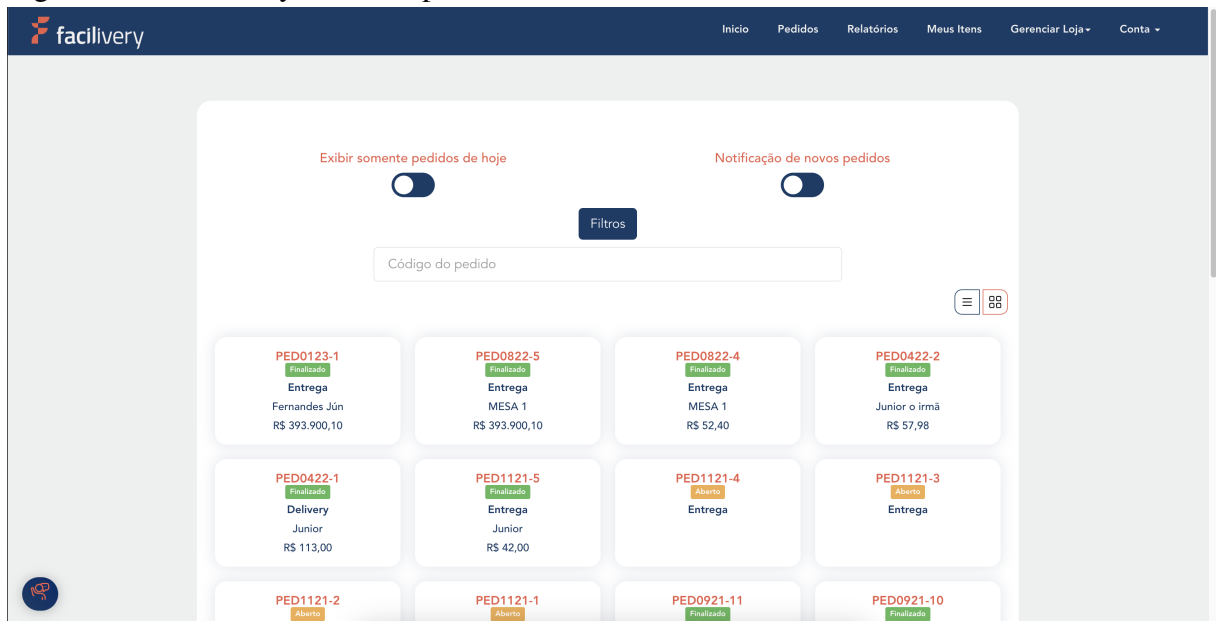 facilivery
Inicio Pedidos Relatórios Meus Itens Gerenciar Loja Conta
Exibir somente pedidos de hoje Notificação de novos pedidos
Filtros
Código do pedido
PED0123-1 PED0822-5 PED0822-4 PED0422-2
Finalizado Finalizado Finalizado Finalizado
Entrega Entrega Entrega Entrega
Fernandes Jún MESA 1 MESA 1 Junior o irmã
R$ 393.900,10 R$ 393.900,10 R$ 52,40 R$ 57,98
PED0422-1 PED1121-5 PED1121-4 PED1121-3
Finalizado Finalizado Aberto Aberto
Delivery Entrega Entrega Entrega
Junior Junior
R$ 113,00 R$ 42,00
PED1121-2 PED1121-1 PED0921-11 PED0921-10
Aberto Aberto Finalizado Finalizado